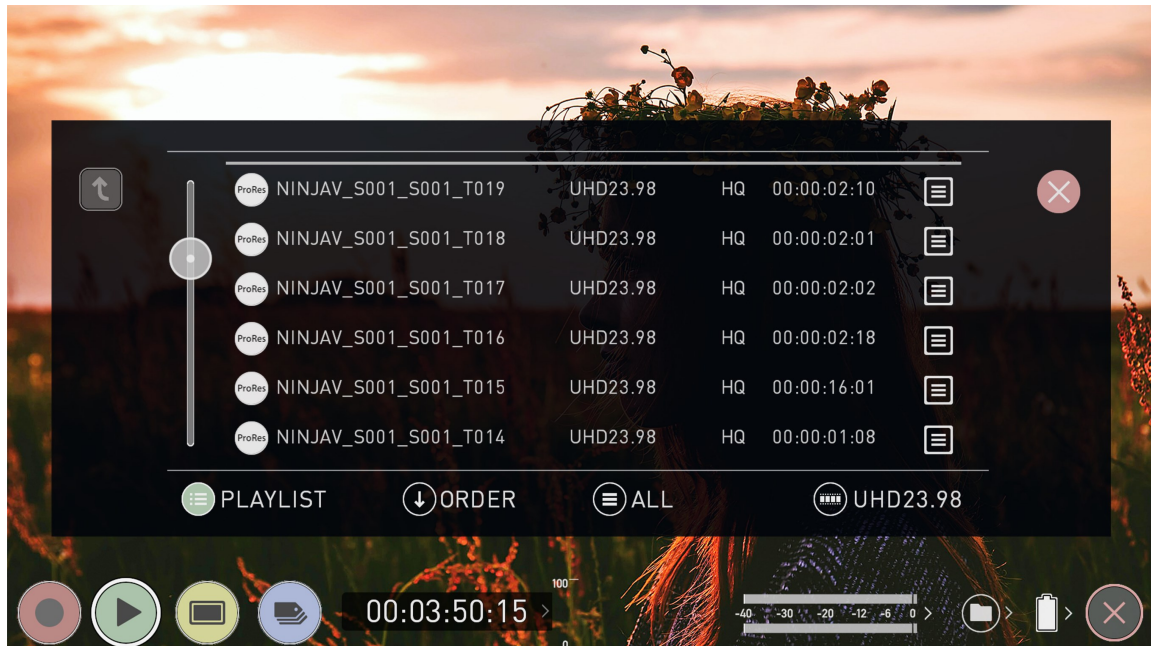 ProRes NINJAV_S001_S001_T019 UHD23.98 HQ 00:00:02:10
ProRes NINJAV_S001_S001_T018 UHD23.98 HQ 00:00:02:01
ProRes NINJAV_S001_S001_T017 UHD23.98 HQ 00:00:02:02
ProRes NINJAV_S001_S001_T016 UHD23.98 HQ 00:00:02:18
ProRes NINJAV_S001_S001_T015 UHD23.98 HQ 00:00:16:01
ProRes NINJAV_S001_S001_T014 UHD23.98 HQ 00:00:01:08
PLAYLIST ORDER ALL UHD23.98
100
00:03:50:15 -40 -30 -20 -12 -6 0
0